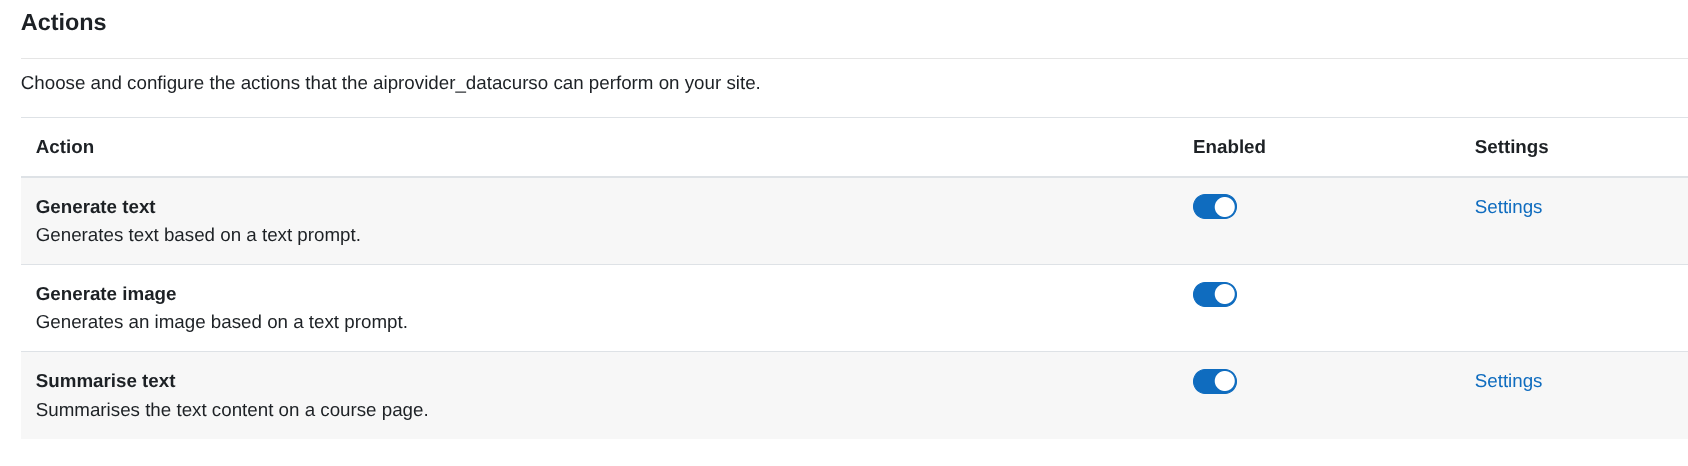 Actions
Choose and configure the actions that the aiprovider_datacurso can perform on your site.
Action Enabled Settings
Generate text Settings
Generates text based on a text prompt.
Generate image
Generates an image based on a text prompt.
Summarise text Settings
Summarises the text content on a course page.